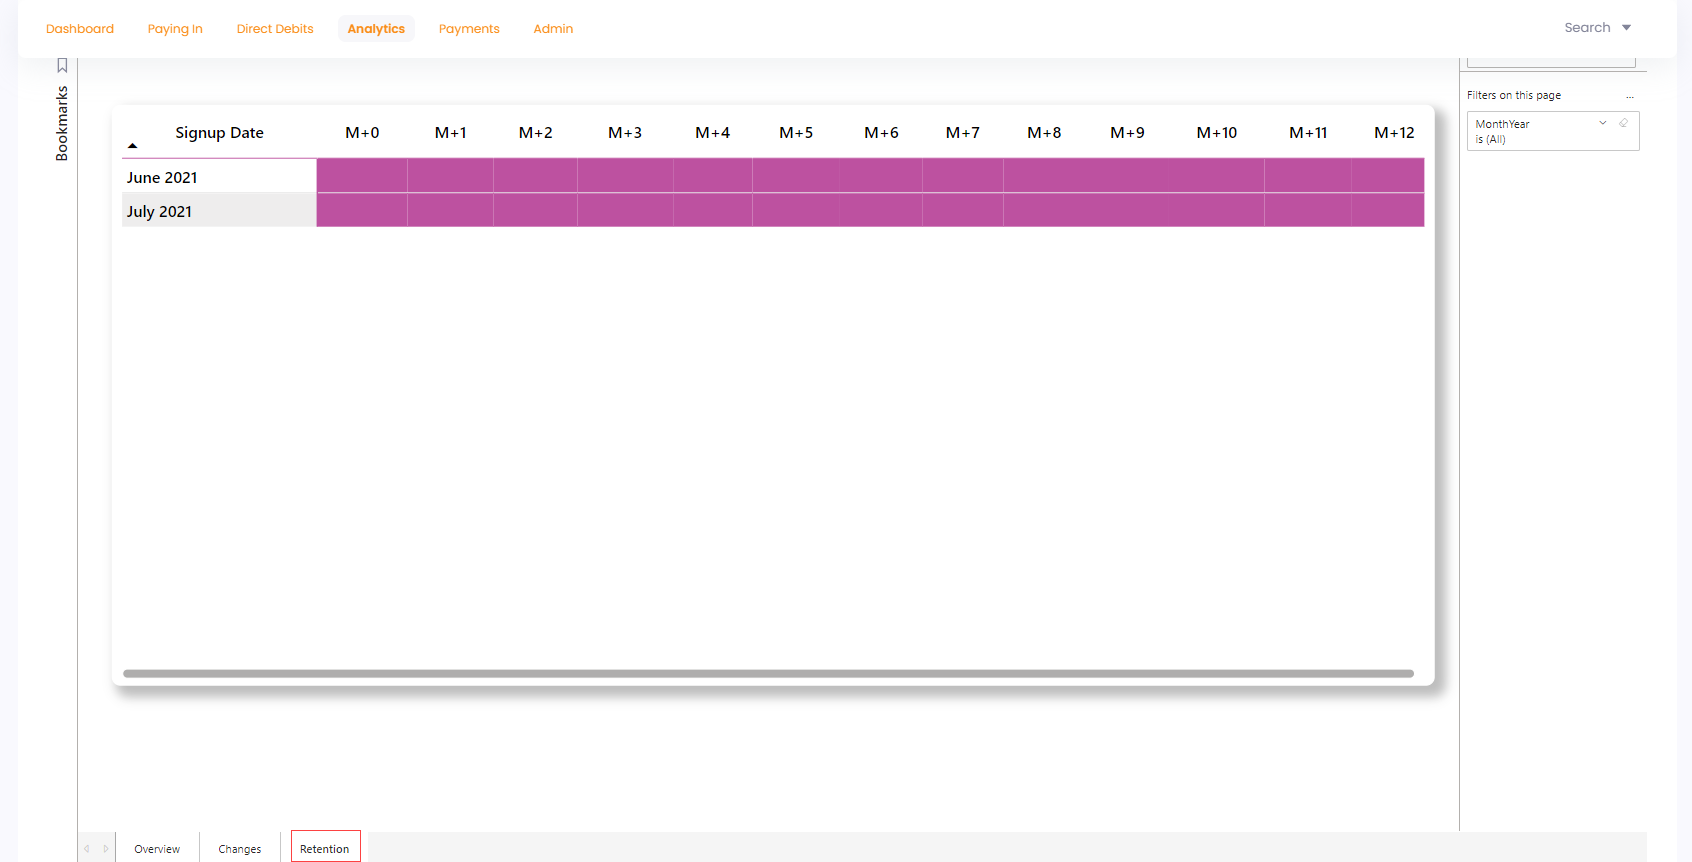 Dashboard Paying In Direct Debits Analytics Payments Admin Search
Bookmarks
Signup Date M+0 M+1 M+2 M+3 M+4 M+5 M+6 M+7 M+8 M+9 M+10 M+11 M+12
June 2021
July 2021
Filters on this page ...
MonthYear
is (All)
Overview Changes Retention